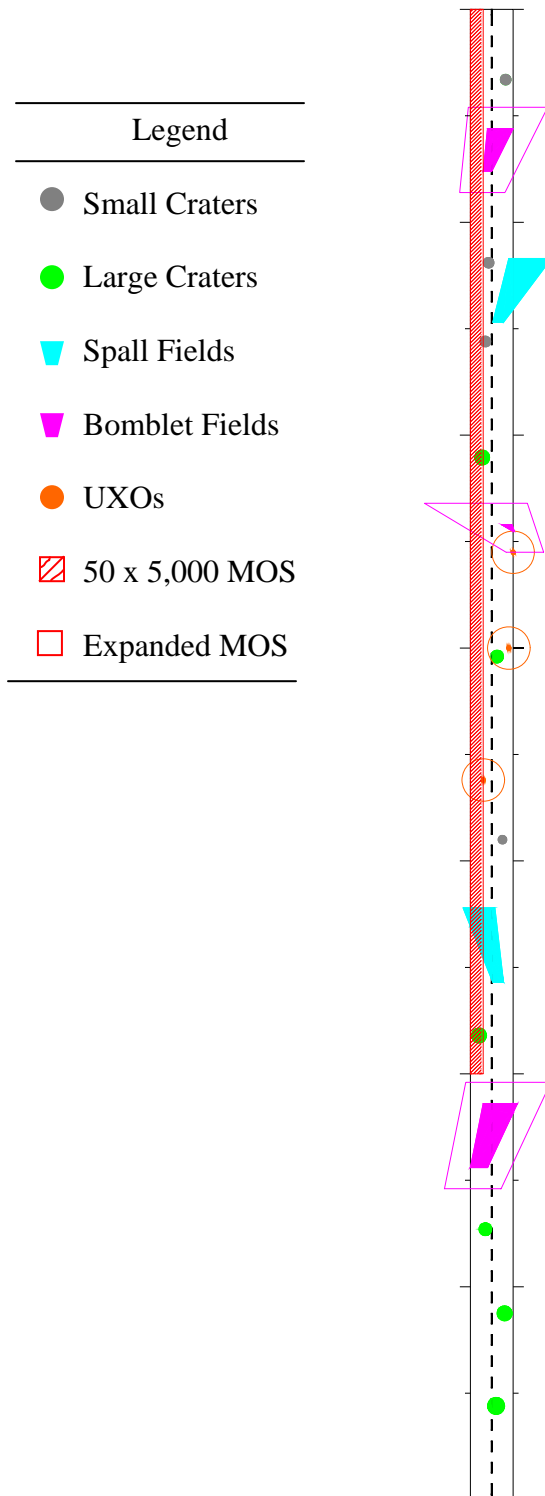 Legend
Small Craters
Large Craters
Spall Fields
Bomblet Fields
UXOs
50 x 5,000 MOS
Expanded MOS